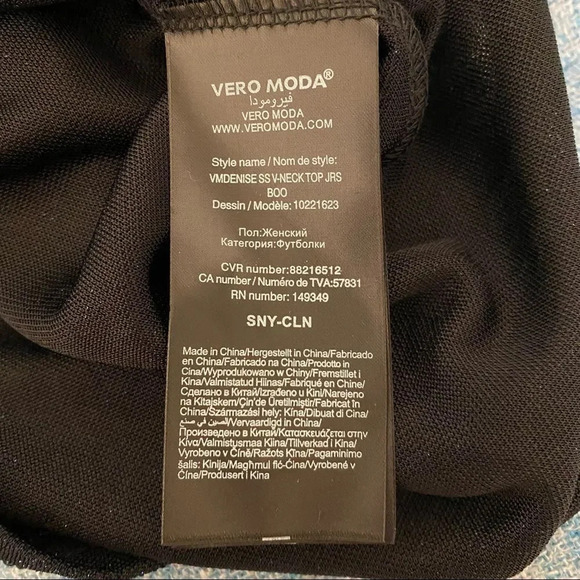 VERO MODA®
فيرومودا
VERO MODA
WWW.VEROMODA.COM
Style name / Nom de style:
VMDENISE SS V-NECK TOP JRS
BOO
Dessin / Modèle: 10221623
Пол:Женский
Категория:Футболки
CVR number:88216512
CA number / Numéro de TVA:57831
RN number: 149349
SNY-CLN
Made in China/Hergestellt in China/Fabricado
en China/Fabricado na China/Prodotto in
Cina/Wyprodukowano w Chiny/Fremstillet i
Kina/Valmistatud Hiinas/Fabriqué en Chine/
Сделано в Китай/Izrađeno u Kini/Narejeno
na Kitajskem/Çin'de Üretilmiştir/Fabricat în
China/Származási hely: Kína/Dibuat di Cina/
الصين في صنع/Vervaardigd in China/
Произведено в Китай/Κατασκευάζεται στην
Κίνα/Valmistusmaa Kiina/Tillverkad i Kina/
Vyrobeno v Číně/Ražots Ķīna/Pagaminimo
šalis: Kinija/Magħmul fiċ-Ċina/Vyrobené v
Číne/Produsert i Kina